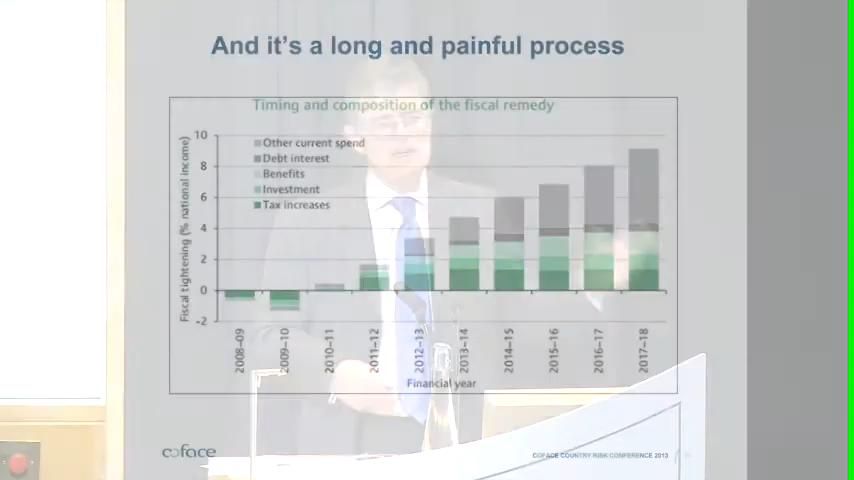 And it's a long and painful process
Timing and composition of the fiscal remedy
Fiscal tightening (% national income)
10
8
6
4
2
0
-2
Other current spend
Debt interest
Benefits
Investment
Tax increases
2008–09
2009–10
2010–11
2011–12
2012–13
2013–14
2014–15
2015–16
2016–17
2017–18
Financial year
coface
COFACE COUNTRY RISK CONFERENCE 2013